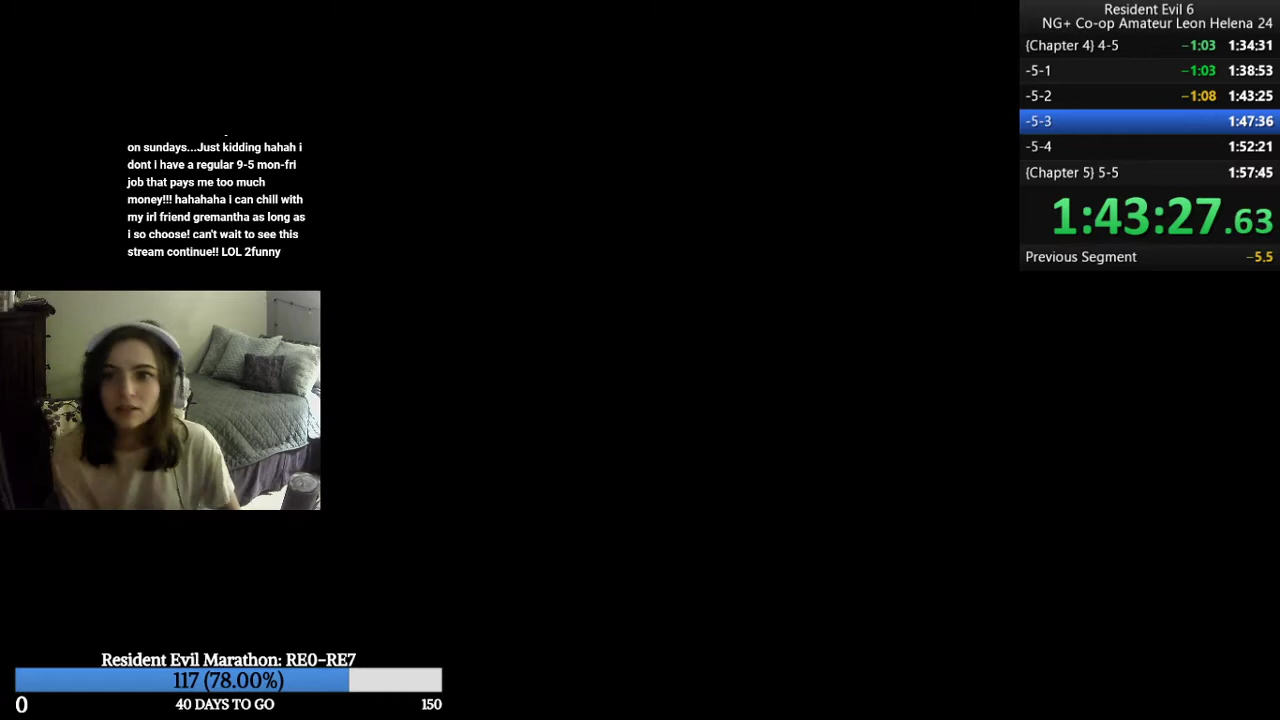 on sundays...Just kidding hahah i
dont i have a regular 9-5 mon-fri
job that pays me too much
money!!! hahahaha i can chill with
my irl friend gremantha as long as
i so choose! can't wait to see this
stream continue!! LOL 2funny
Resident Evil 6
NG+ Co-op Amateur Leon Helena 24
{Chapter 4} 4-5 −1:03 1:34:31
-5-1 −1:03 1:38:53
-5-2 −1:08 1:43:25
-5-3 1:47:36
-5-4 1:52:21
{Chapter 5} 5-5 1:57:45
1:43:27.63
Previous Segment −5.5
Resident Evil Marathon: RE0-RE7
117 (78.00%)
0 40 DAYS TO GO 150